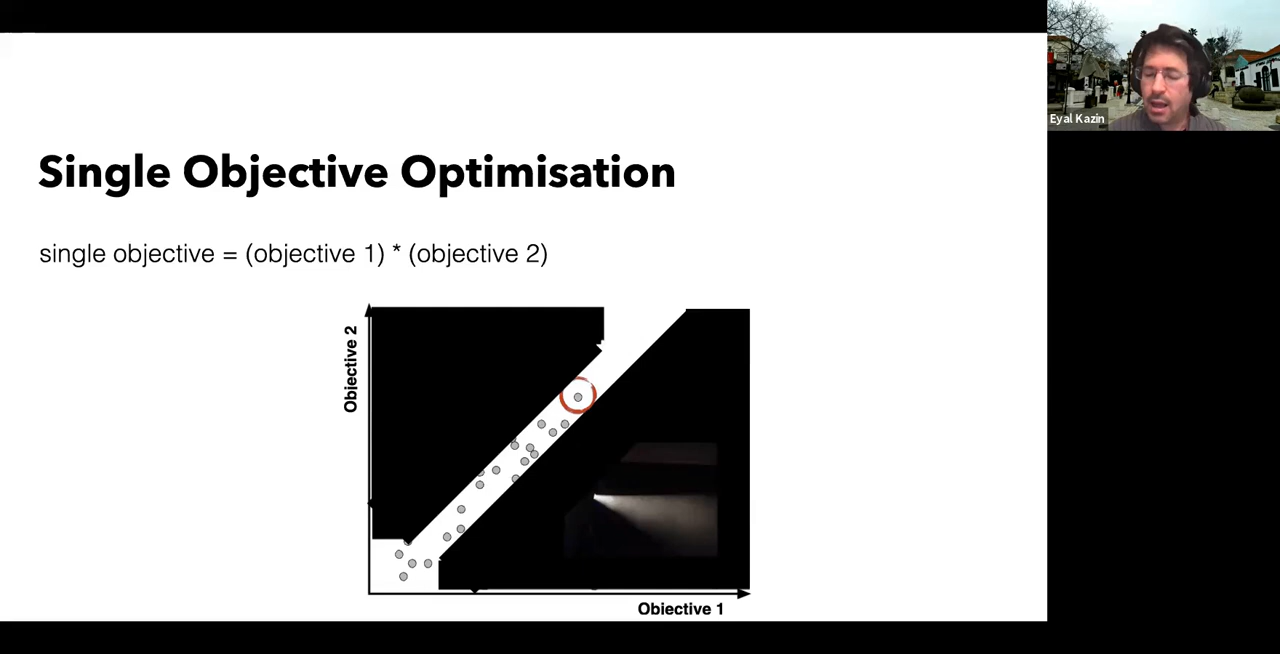 Single Objective Optimisation
single objective = (objective 1) * (objective 2)
Objective 2
Objective 1
Eyal Kazin